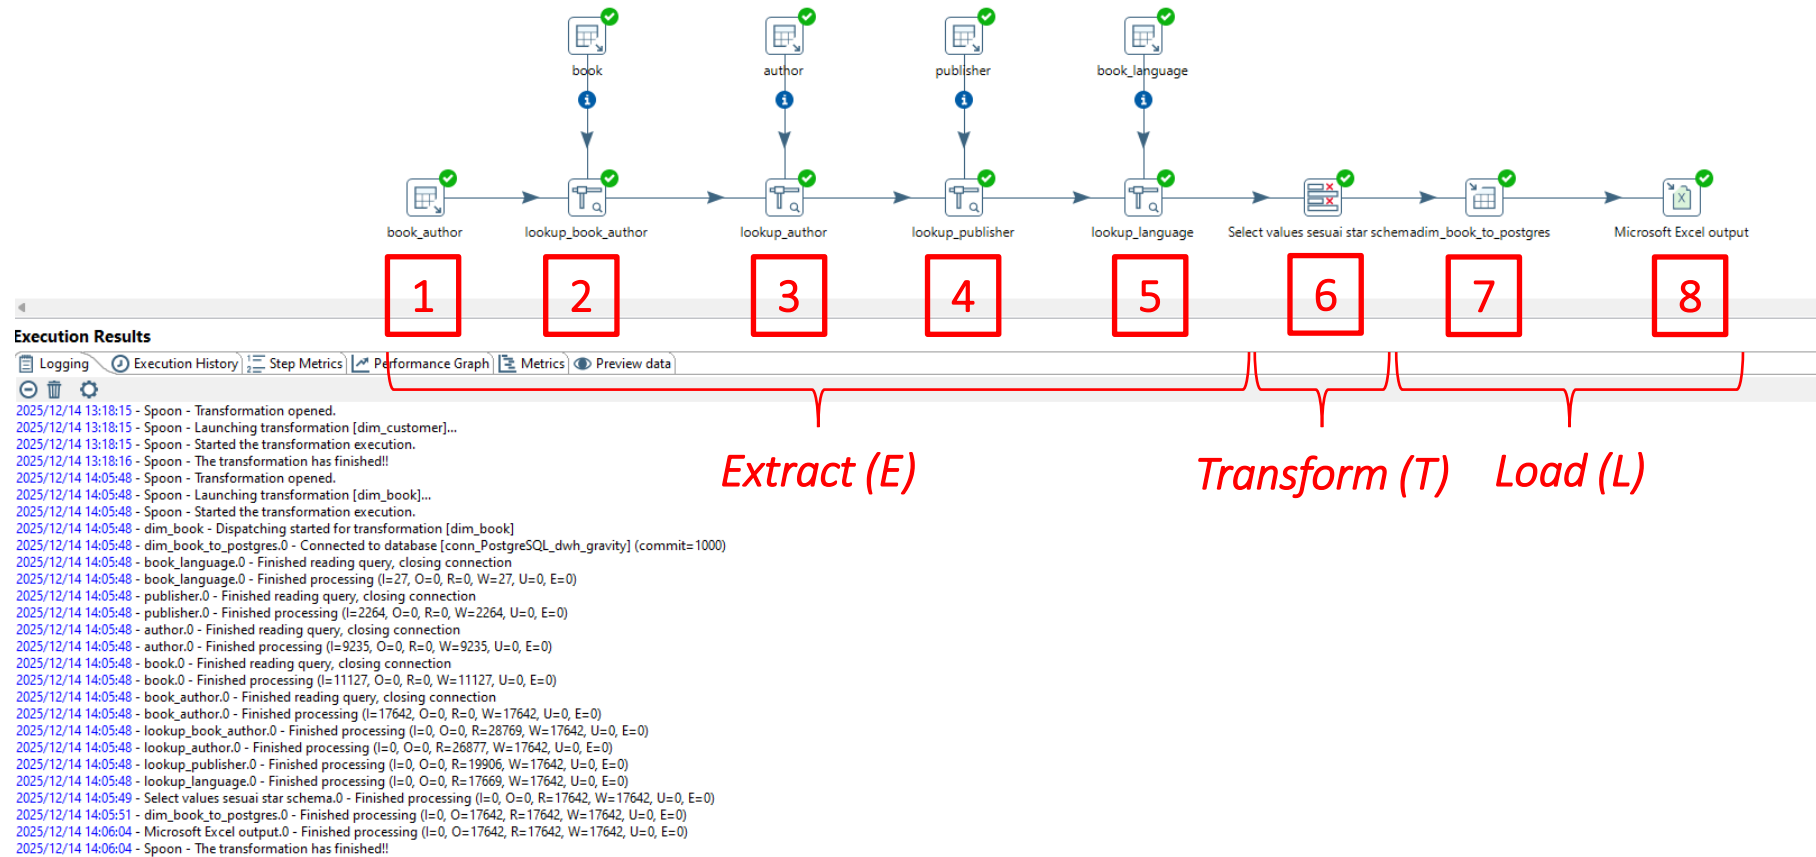 book
author
publisher
book_language
book_author
lookup_book_author
lookup_author
lookup_publisher
lookup_language
Select values sesuai star schema
dim_book_to_postgres
Microsoft Excel output
1
2
3
4
5
6
7
8
Execution Results
Logging
Execution History
Step Metrics
Performance Graph
Metrics
Preview data
Extract (E)
Transform (T)
Load (L)
2025/12/14 13:18:15 - Spoon - Transformation opened.
2025/12/14 13:18:15 - Spoon - Launching transformation [dim_customer]...
2025/12/14 13:18:15 - Spoon - Started the transformation execution.
2025/12/14 13:18:16 - Spoon - The transformation has finished!!
2025/12/14 14:05:48 - Spoon - Transformation opened.
2025/12/14 14:05:48 - Spoon - Launching transformation [dim_book]...
2025/12/14 14:05:48 - Spoon - Started the transformation execution.
2025/12/14 14:05:48 - dim_book - Dispatching started for transformation [dim_book]
2025/12/14 14:05:48 - dim_book_to_postgres.0 - Connected to database [conn_PostgreSQL_dwh_gravity] (commit=1000)
2025/12/14 14:05:48 - book_language.0 - Finished reading query, closing connection
2025/12/14 14:05:48 - book_language.0 - Finished processing (I=27, O=0, R=0, W=27, U=0, E=0)
2025/12/14 14:05:48 - publisher.0 - Finished reading query, closing connection
2025/12/14 14:05:48 - publisher.0 - Finished processing (I=2264, O=0, R=0, W=2264, U=0, E=0)
2025/12/14 14:05:48 - author.0 - Finished reading query, closing connection
2025/12/14 14:05:48 - author.0 - Finished processing (I=9235, O=0, R=0, W=9235, U=0, E=0)
2025/12/14 14:05:48 - book.0 - Finished reading query, closing connection
2025/12/14 14:05:48 - book.0 - Finished processing (I=11127, O=0, R=0, W=11127, U=0, E=0)
2025/12/14 14:05:48 - book_author.0 - Finished reading query, closing connection
2025/12/14 14:05:48 - book_author.0 - Finished processing (I=17642, O=0, R=0, W=17642, U=0, E=0)
2025/12/14 14:05:48 - lookup_book_author.0 - Finished processing (I=0, O=0, R=28769, W=17642, U=0, E=0)
2025/12/14 14:05:48 - lookup_author.0 - Finished processing (I=0, O=0, R=26877, W=17642, U=0, E=0)
2025/12/14 14:05:48 - lookup_publisher.0 - Finished processing (I=0, O=0, R=19906, W=17642, U=0, E=0)
2025/12/14 14:05:48 - lookup_language.0 - Finished processing (I=0, O=0, R=17669, W=17642, U=0, E=0)
2025/12/14 14:05:49 - Select values sesuai star schema.0 - Finished processing (I=0, O=0, R=17642, W=17642, U=0, E=0)
2025/12/14 14:05:51 - dim_book_to_postgres.0 - Finished processing (I=0, O=17642, R=17642, W=17642, U=0, E=0)
2025/12/14 14:06:04 - Microsoft Excel output.0 - Finished processing (I=0, O=17642, R=17642, W=17642, U=0, E=0)
2025/12/14 14:06:04 - Spoon - The transformation has finished!!